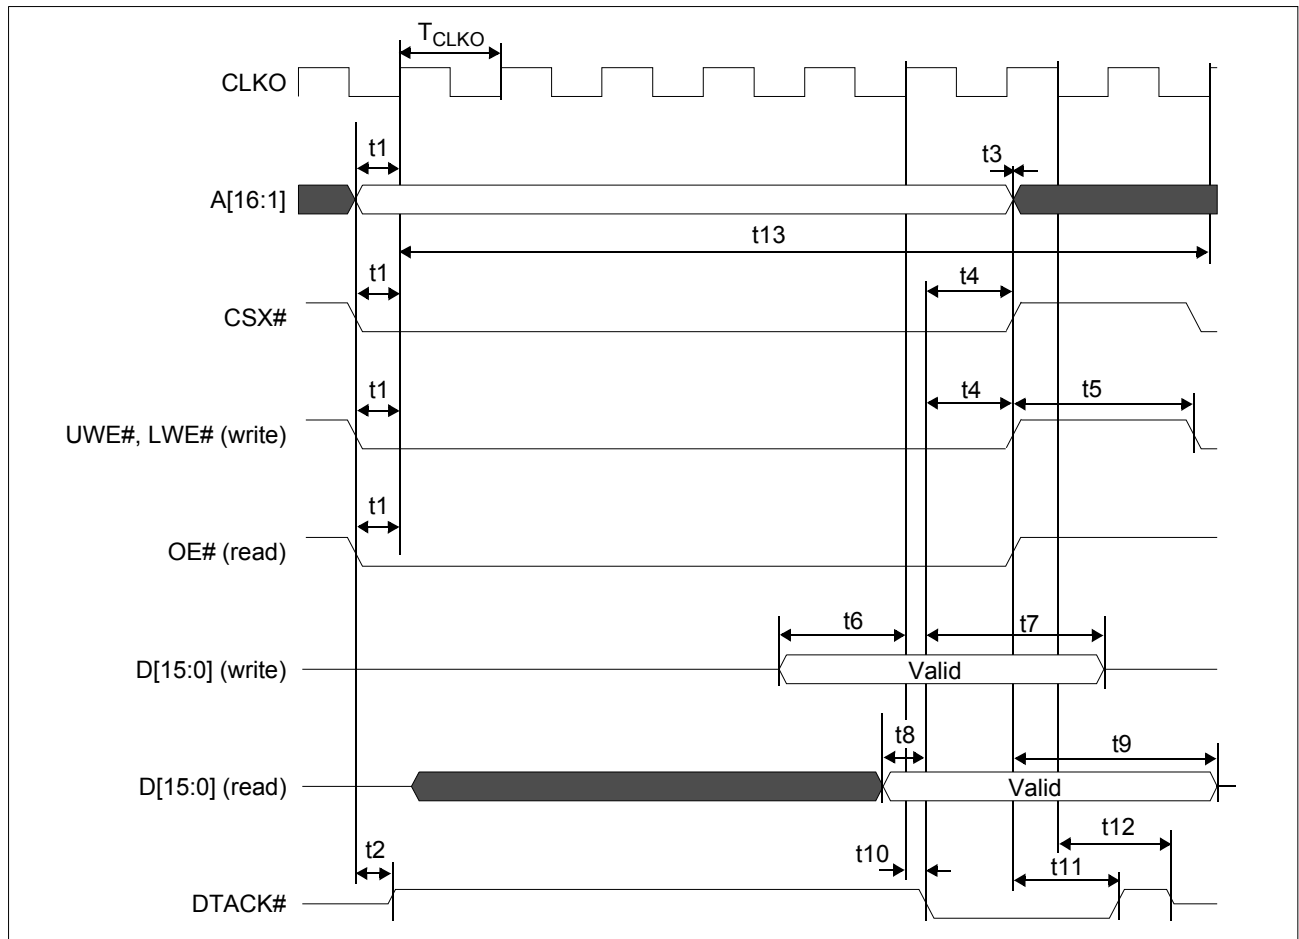 TCLKO
CLKO
t1
t3
A[16:1]
t13
t1
t4
CSX#
t1
t4
t5
UWE#, LWE# (write)
t1
OE# (read)
t6
t7
D[15:0] (write)
Valid
t8
t9
D[15:0] (read)
Valid
t2
t10
t12
t11
DTACK#